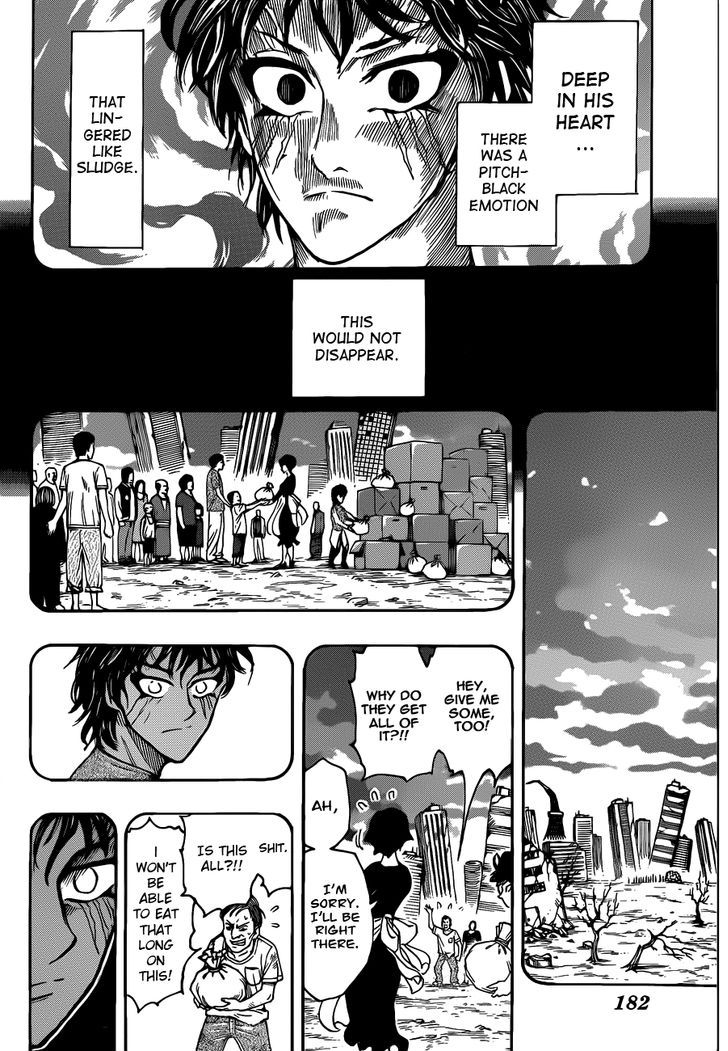 DEEP
IN HIS
HEART
...
THERE
WAS A
PITCH-
BLACK
EMOTION
THAT
LIN-
GERED
LIKE
SLUDGE.
THIS
WOULD NOT
DISAPPEAR.
HEY,
GIVE ME
SOME,
TOO!
WHY DO
THEY GET
ALL OF
IT?!!
AH,
I'M
SORRY.
I'LL BE
RIGHT
THERE.
SHIT.
IS THIS
ALL?!!
I
WON'T
BE
ABLE
TO EAT
THAT
LONG
ON
THIS!
182